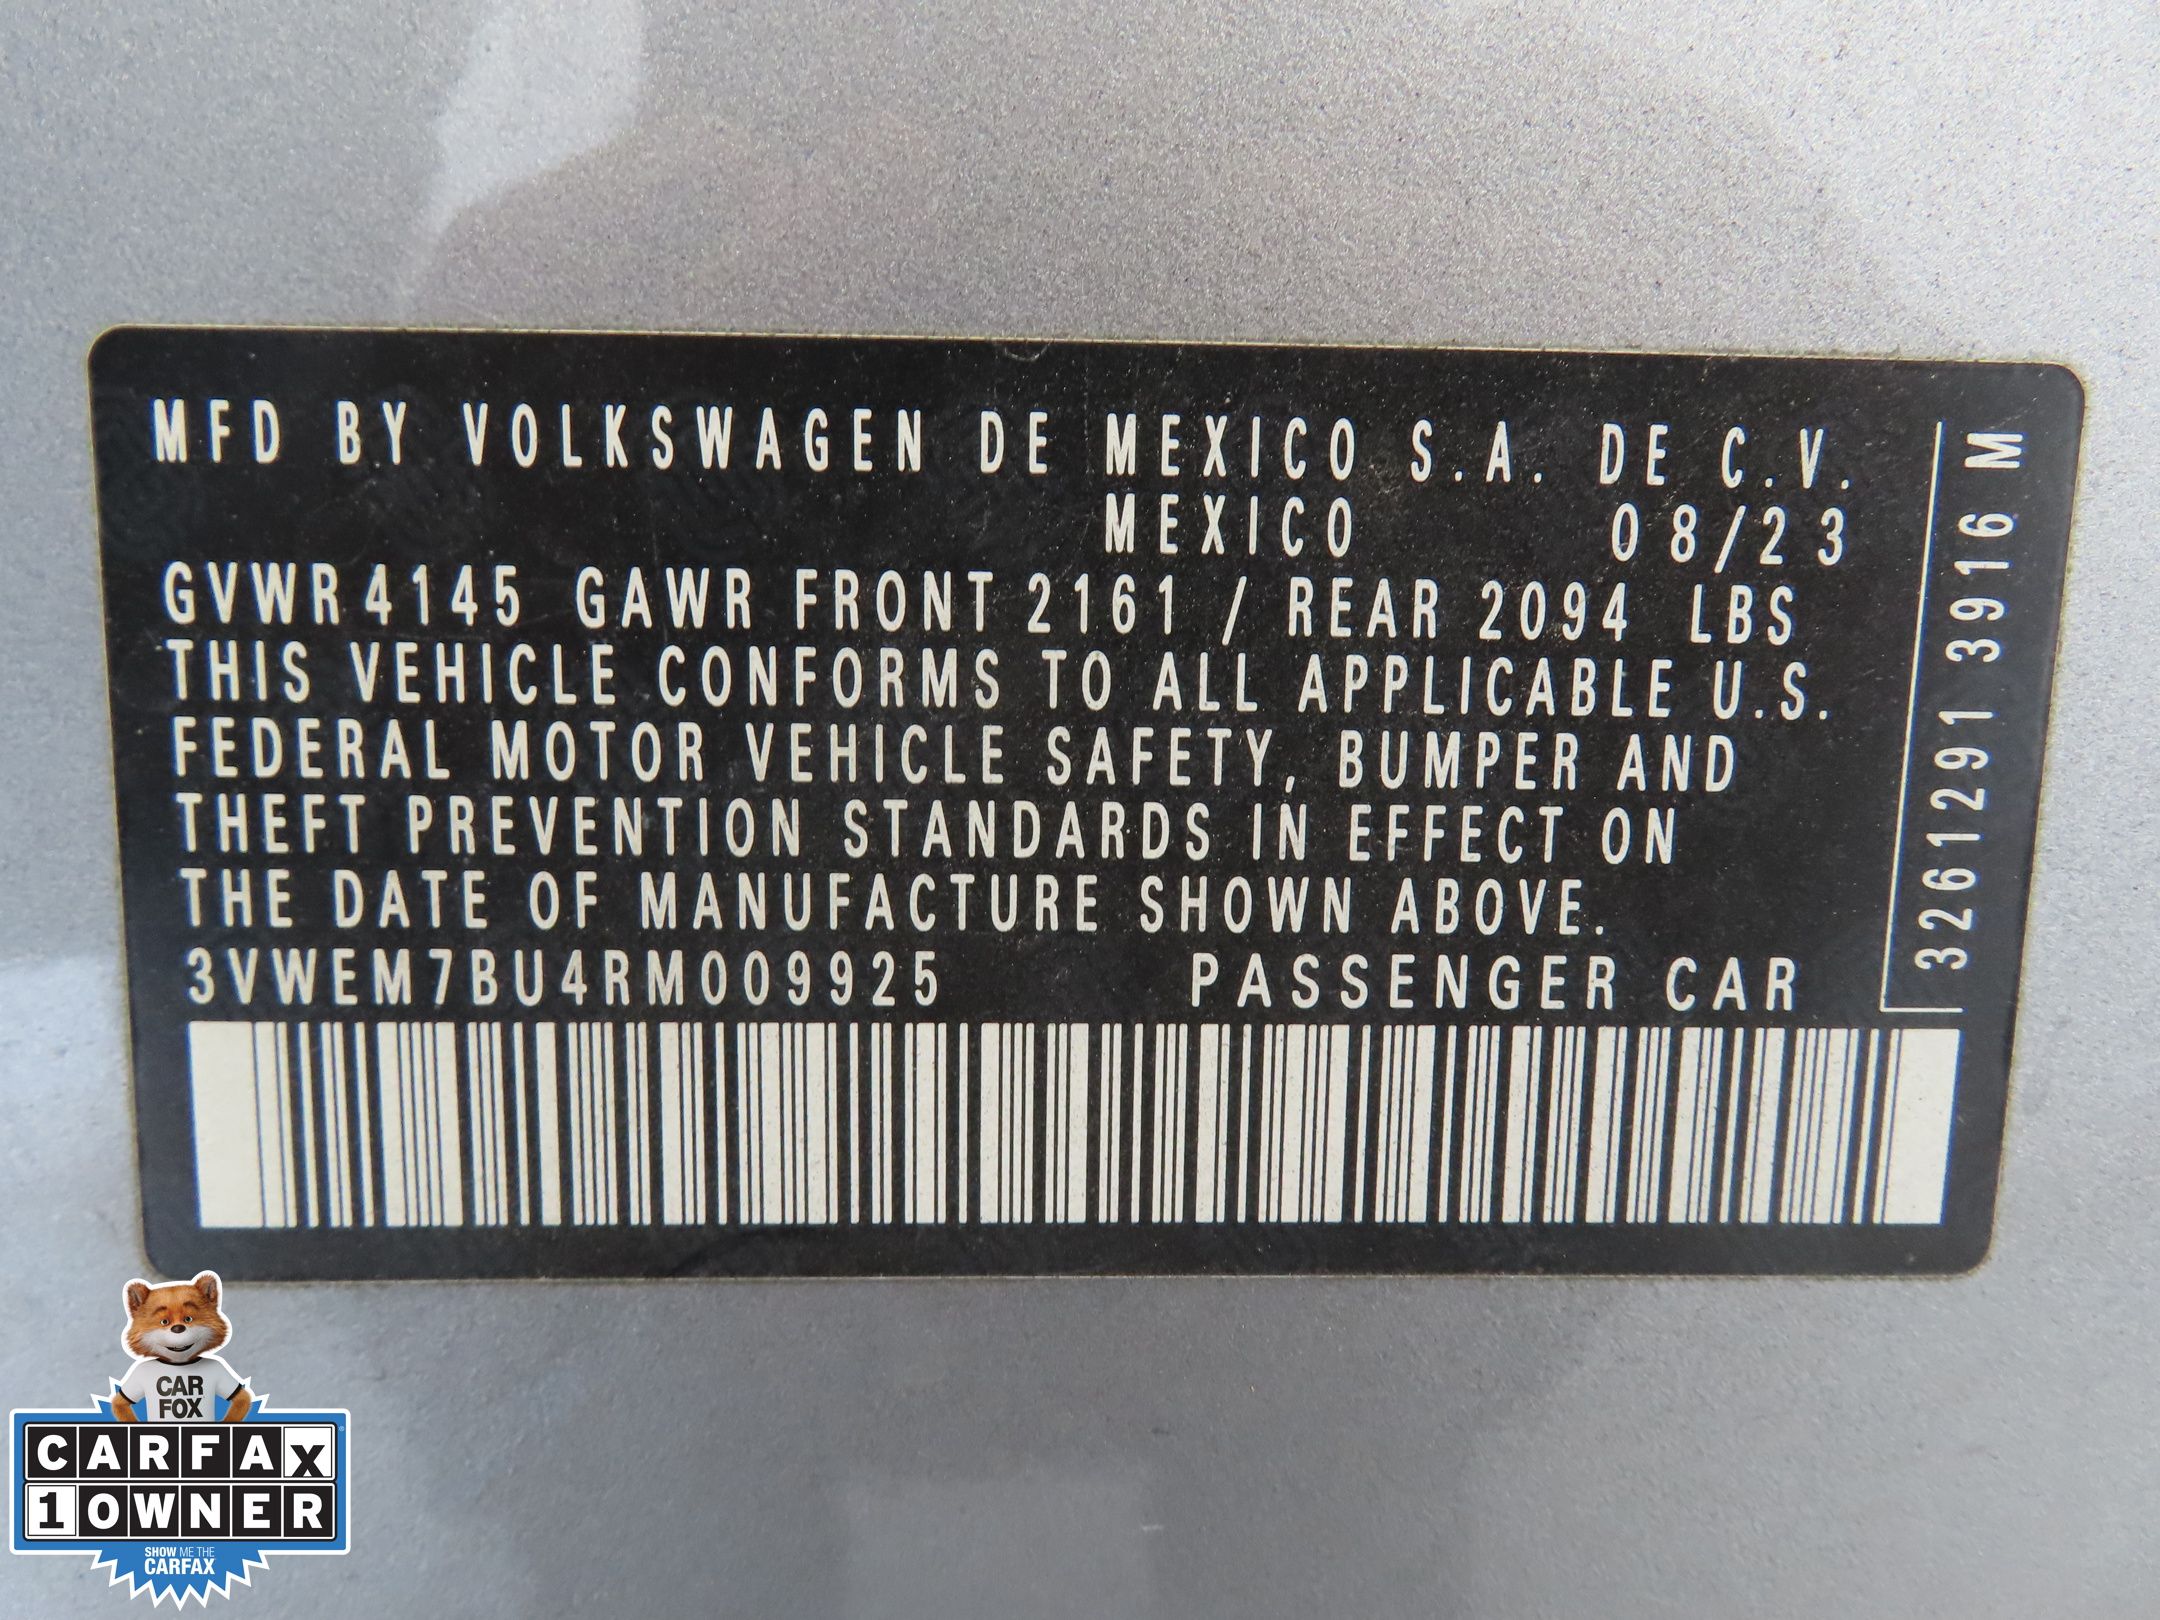 MFD BY VOLKSWAGEN DE MEXICO S.A. DE C.V.
MEXICO 08/23
GVWR 4145 GAWR FRONT 2161 / REAR 2094 LBS
THIS VEHICLE CONFORMS TO ALL APPLICABLE U.S.
FEDERAL MOTOR VEHICLE SAFETY, BUMPER AND
THEFT PREVENTION STANDARDS IN EFFECT ON
THE DATE OF MANUFACTURE SHOWN ABOVE.
3VWEM7BU4RM009925 PASSENGER CAR
3261291 3916 M
CAR
FOX
CARFAX
1 OWNER
SHOW ME THE
CARFAX